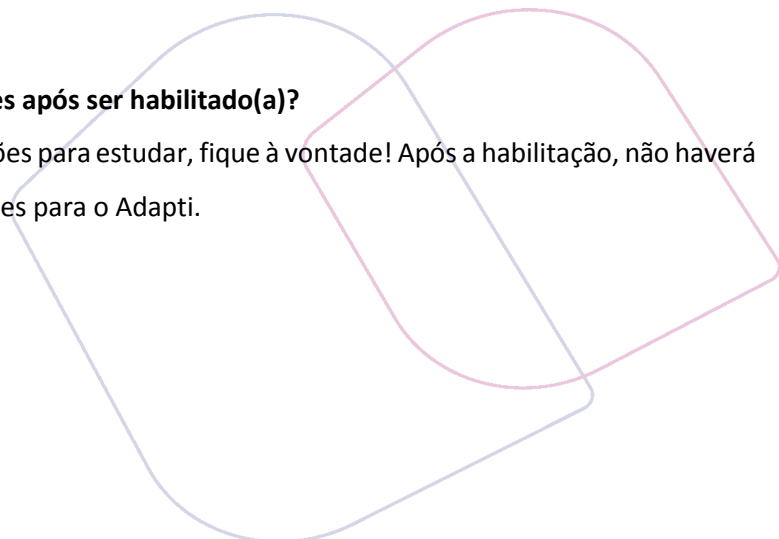 es após ser habilitado(a)?
ões para estudar, fique à vontade! Após a habilitação, não haverá
es para o Adapti.